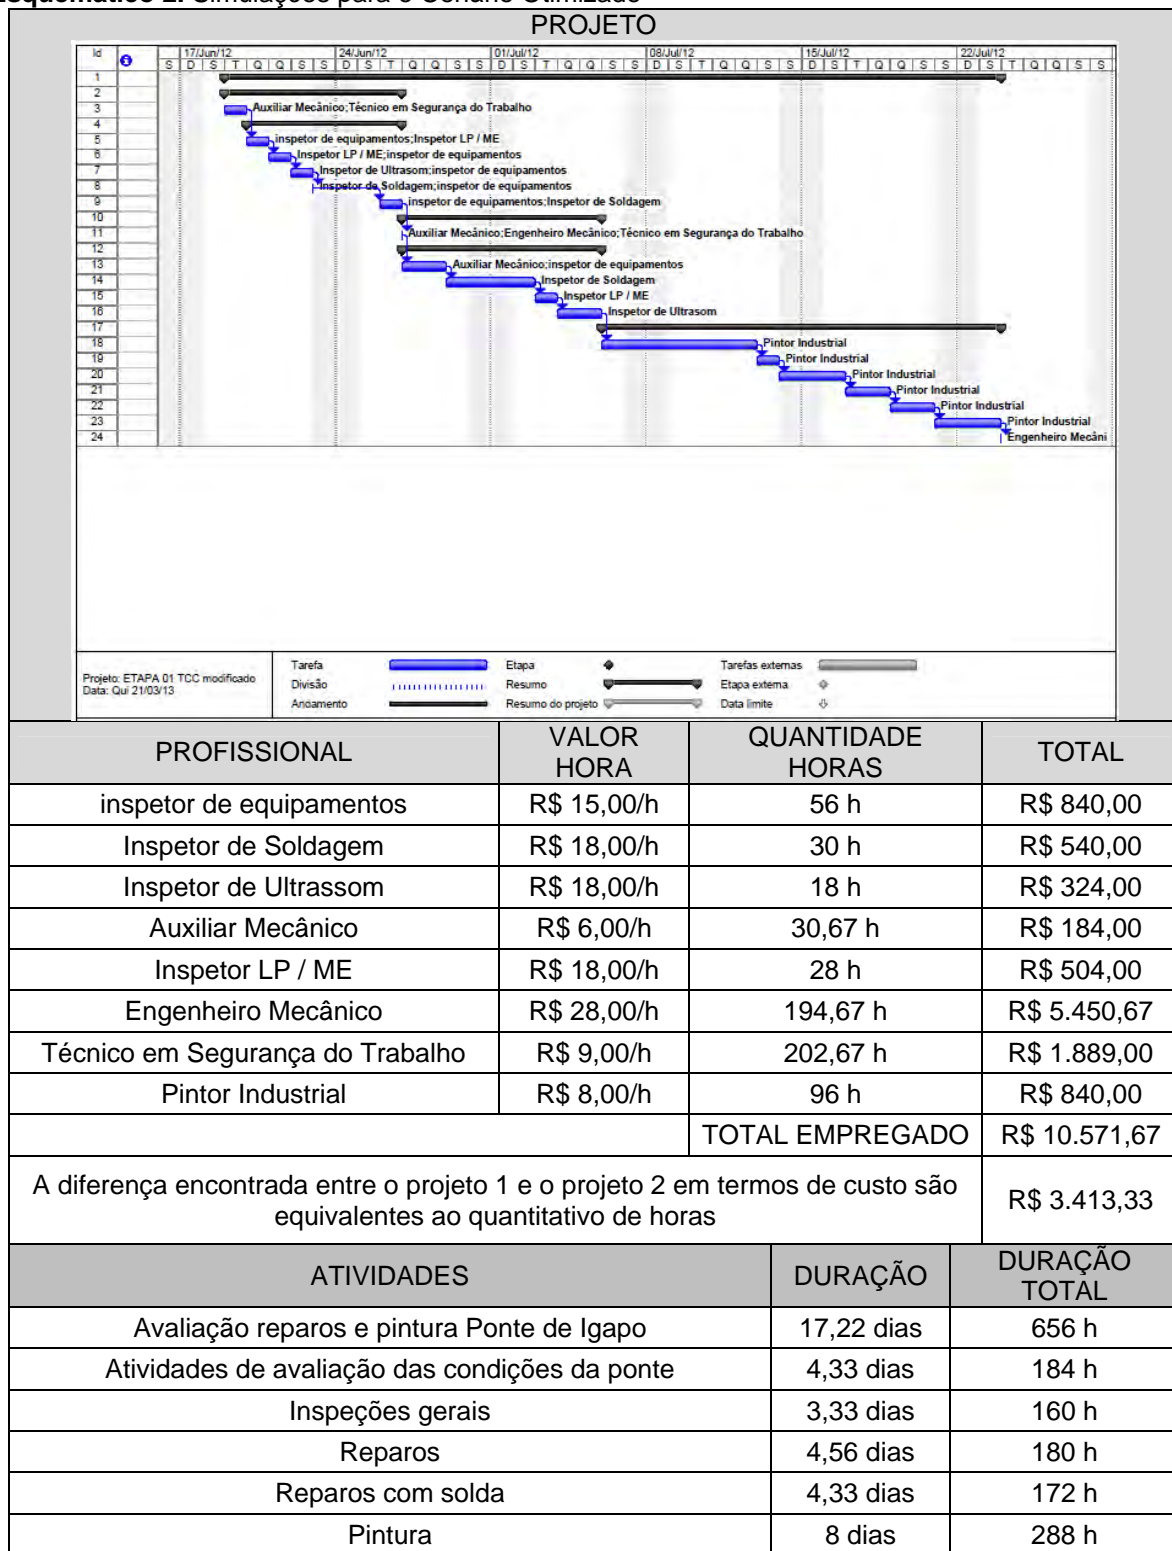 Esquemático 2. Simulações para o Cenário Otimizado
PROJETO
Id 17/Jun/12 24/Jun/12 01/Jul/12 08/Jul/12 15/Jul/12 22/Jul/12
S D S T Q Q S S D S T Q Q S S D S T Q Q S S D S T Q Q S S D S T Q Q S S D S T Q Q S S
1
2
3 Auxiliar Mecânico;Técnico em Segurança do Trabalho
4
5 inspetor de equipamentos;Inspetor LP / ME
6 Inspetor LP / ME;inspetor de equipamentos
7 Inspetor de Ultrasom;inspetor de equipamentos
8 Inspetor de Soldagem;inspetor de equipamentos
9 inspetor de equipamentos;Inspetor de Soldagem
10
11 Auxiliar Mecânico;Engenheiro Mecânico;Técnico em Segurança do Trabalho
12
13 Auxiliar Mecânico;inspetor de equipamentos
14 Inspetor de Soldagem
15 Inspetor LP / ME
16 Inspetor de Ultrasom
17
18 Pintor Industrial
19 Pintor Industrial
20 Pintor Industrial
21 Pintor Industrial
22 Pintor Industrial
23 Pintor Industrial
24 Engenheiro Mecâni
Projeto: ETAPA 01 TCC modificado
Data: Qui 21/03/13
Tarefa Etapa Tarefas externas
Divisão Resumo Etapa externa
Andamento Resumo do projeto Data limite
PROFISSIONAL VALOR HORA QUANTIDADE HORAS TOTAL
inspetor de equipamentos R$ 15,00/h 56 h R$ 840,00
Inspetor de Soldagem R$ 18,00/h 30 h R$ 540,00
Inspetor de Ultrassom R$ 18,00/h 18 h R$ 324,00
Auxiliar Mecânico R$ 6,00/h 30,67 h R$ 184,00
Inspetor LP / ME R$ 18,00/h 28 h R$ 504,00
Engenheiro Mecânico R$ 28,00/h 194,67 h R$ 5.450,67
Técnico em Segurança do Trabalho R$ 9,00/h 202,67 h R$ 1.889,00
Pintor Industrial R$ 8,00/h 96 h R$ 840,00
TOTAL EMPREGADO R$ 10.571,67
A diferença encontrada entre o projeto 1 e o projeto 2 em termos de custo são
equivalentes ao quantitativo de horas R$ 3.413,33
ATIVIDADES DURAÇÃO DURAÇÃO TOTAL
Avaliação reparos e pintura Ponte de Igapo 17,22 dias 656 h
Atividades de avaliação das condições da ponte 4,33 dias 184 h
Inspeções gerais 3,33 dias 160 h
Reparos 4,56 dias 180 h
Reparos com solda 4,33 dias 172 h
Pintura 8 dias 288 h